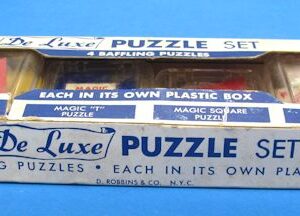 De Luxe PUZZLE SET
4 BAFFLING PUZZLES
EACH IN ITS OWN PLASTIC BOX
MAGIC
MAGIC "T" PUZZLE
MAGIC SQUARE PUZZLE
De Luxe PUZZLE SET
PUZZLES • EACH IN ITS OWN PLA
D. ROBBINS & CO. N.Y.C.